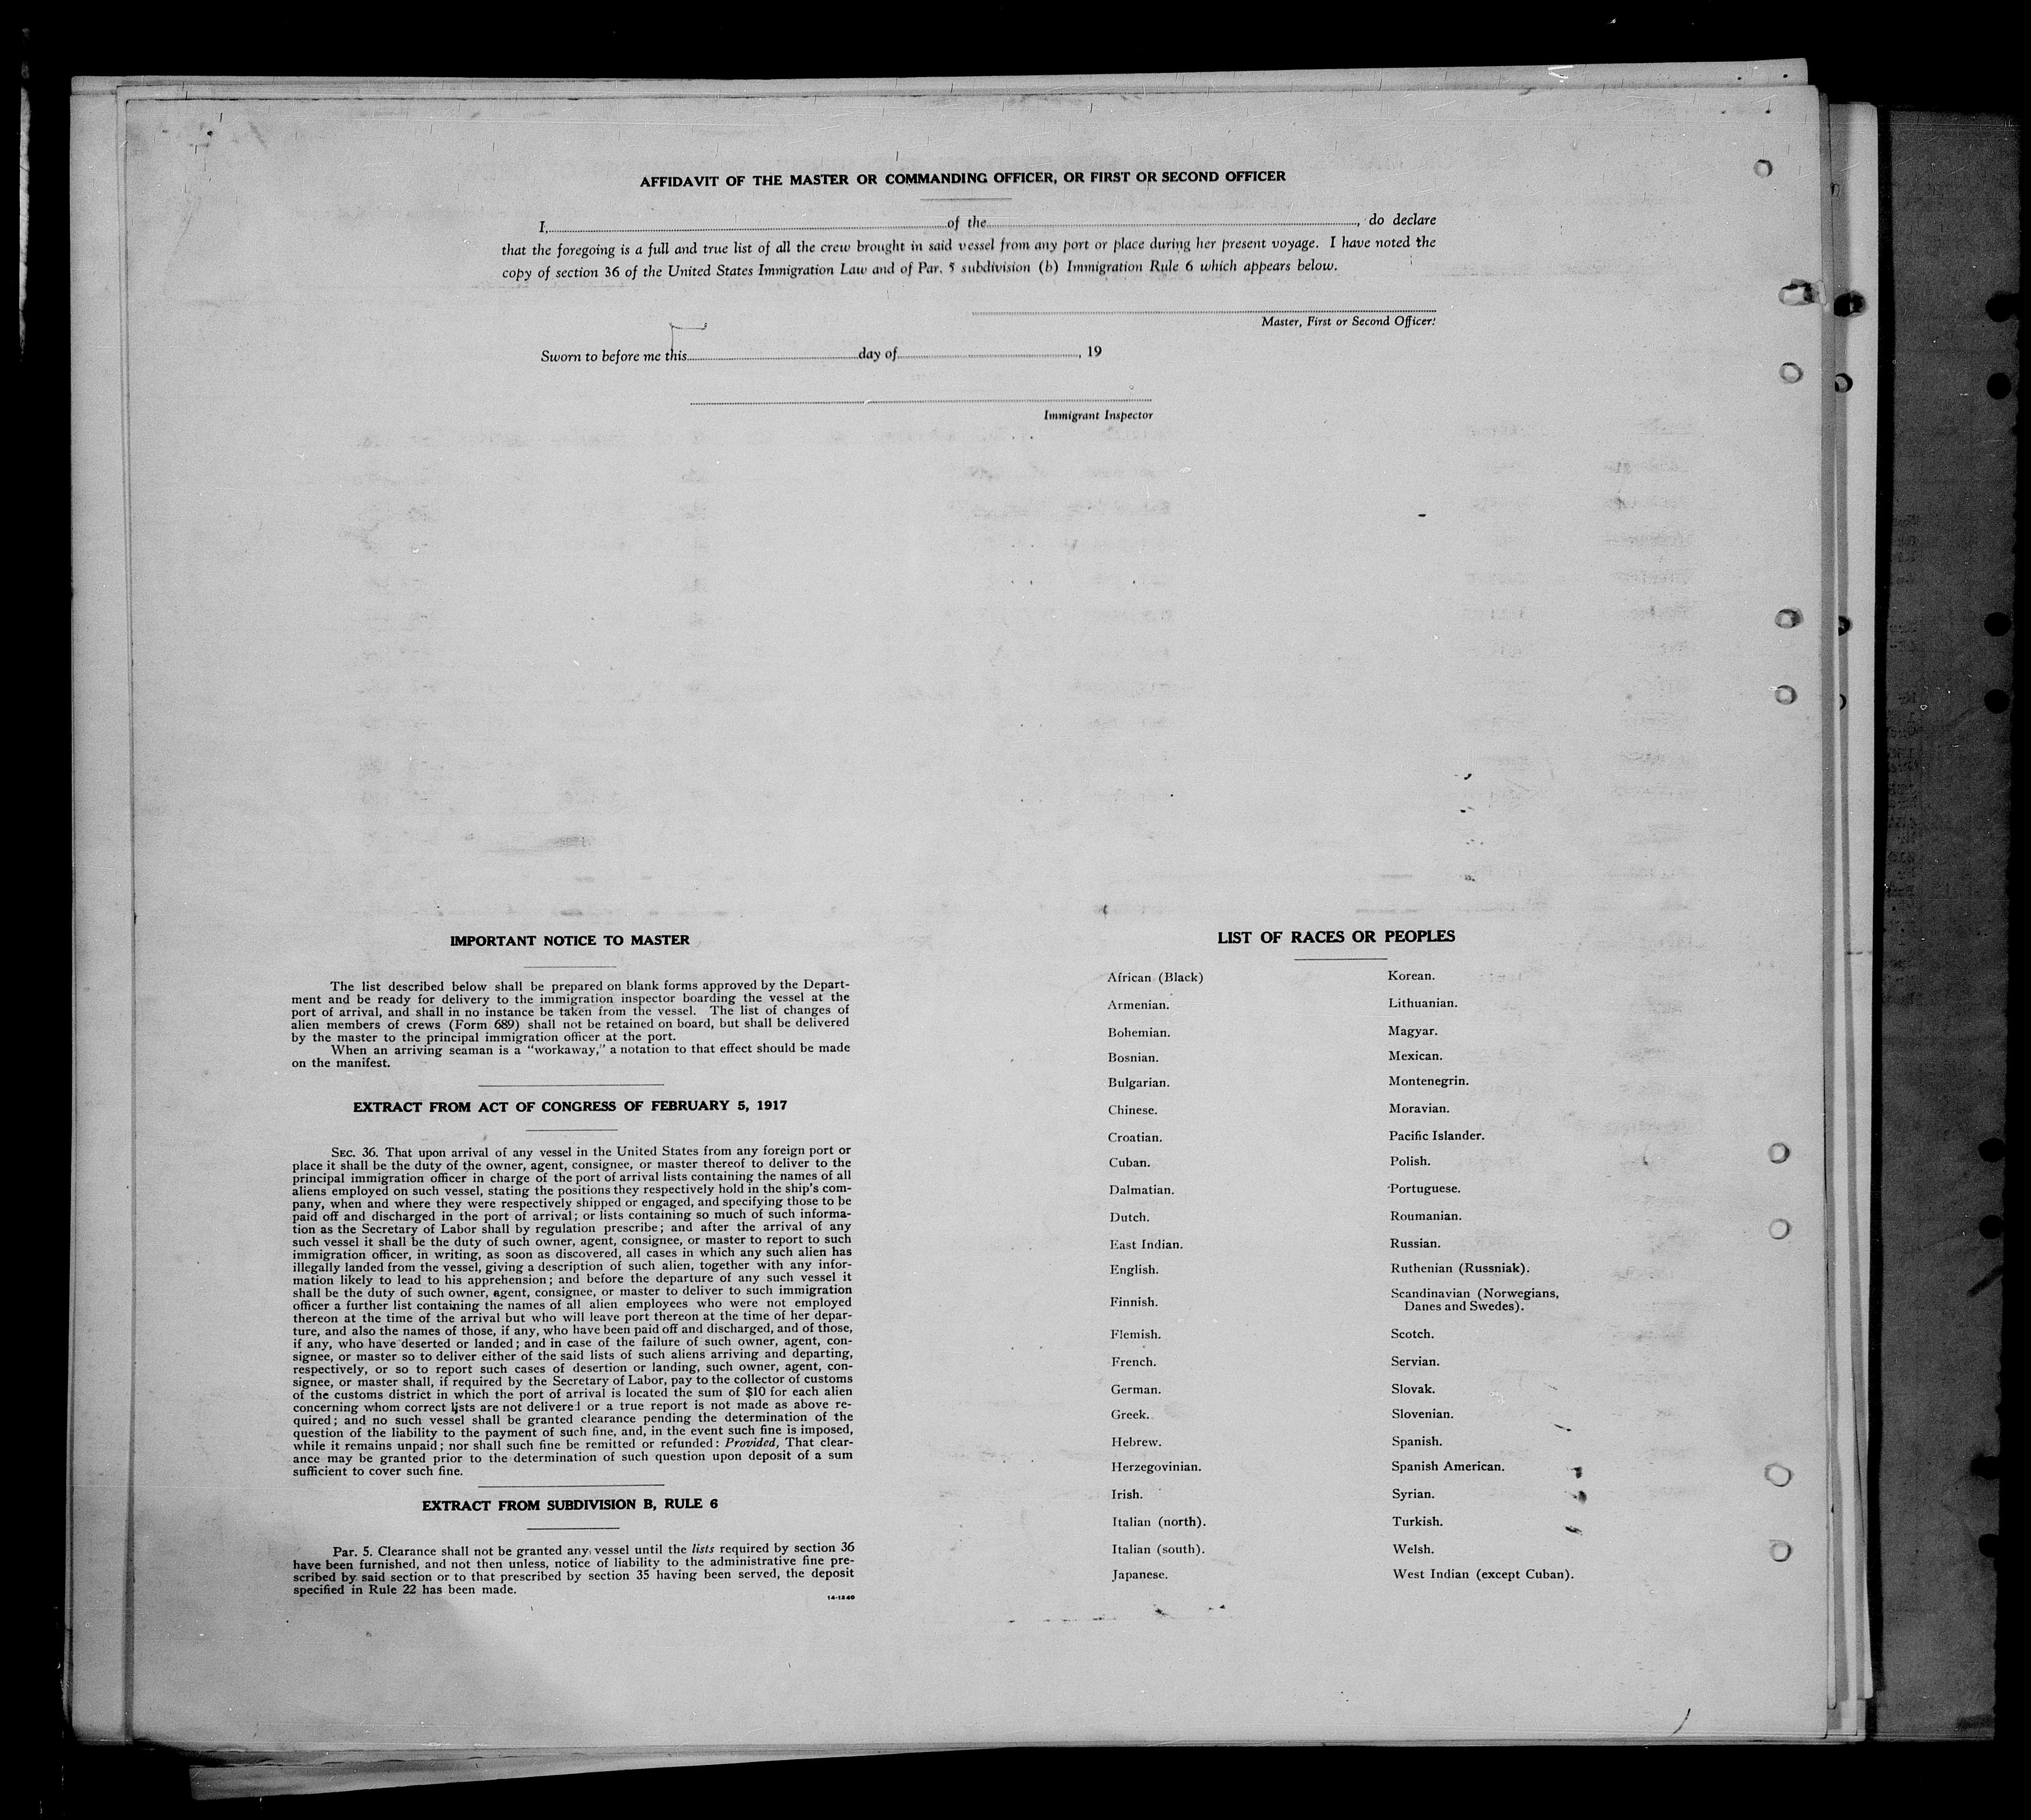 AFFIDAVIT OF THE MASTER OR COMMANDING OFFICER, OR FIRST OR SECOND OFFICER
I, of the , do declare
that the foregoing is a full and true list of all the crew brought in said vessel from any port or place during her present voyage. I have noted the
copy of section 36 of the United States Immigration Law and of Par. 5 subdivision (b) Immigration Rule 6 which appears below.
Master, First or Second Officer.
Sworn to before me this day of , 19
Immigrant Inspector
IMPORTANT NOTICE TO MASTER
The list described below shall be prepared on blank forms approved by the Depart-
ment and be ready for delivery to the immigration inspector boarding the vessel at the
port of arrival, and shall in no instance be taken from the vessel. The list of changes of
alien members of crews (Form 689) shall not be retained on board, but shall be delivered
by the master to the principal immigration officer at the port.
When an arriving seaman is a "workaway," a notation to that effect should be made
on the manifest.
EXTRACT FROM ACT OF CONGRESS OF FEBRUARY 5, 1917
SEC. 36. That upon arrival of any vessel in the United States from any foreign port or
place it shall be the duty of the owner, agent, consignee, or master thereof to deliver to the
principal immigration officer in charge of the port of arrival lists containing the names of all
aliens employed on such vessel, stating the positions they respectively hold in the ship's com-
pany, when and where they were respectively shipped or engaged, and specifying those to be
paid off and discharged in the port of arrival; or lists containing so much of such informa-
tion as the Secretary of Labor shall by regulation prescribe; and after the arrival of any
such vessel it shall be the duty of such owner, agent, consignee, or master to report to such
immigration officer, in writing, as soon as discovered, all cases in which any such alien has
illegally landed from the vessel, giving a description of such alien, together with any infor-
mation likely to lead to his apprehension; and before the departure of any such vessel it
shall be the duty of such owner, agent, consignee, or master to deliver to such immigration
officer a further list containing the names of all alien employees who were not employed
thereon at the time of the arrival but who will leave port thereon at the time of her depar-
ture, and also the names of those, if any, who have been paid off and discharged, and of those,
if any, who have deserted or landed; and in case of the failure of such owner, agent, con-
signee, or master so to deliver either of the said lists of such aliens arriving and departing,
respectively, or so to report such cases of desertion or landing, such owner, agent, con-
signee, or master shall, if required by the Secretary of Labor, pay to the collector of customs
of the customs district in which the port of arrival is located the sum of $10 for each alien
concerning whom correct lists are not delivered or a true report is not made as above re-
quired; and no such vessel shall be granted clearance pending the determination of the
question of the liability to the payment of such fine, and, in the event such fine is imposed,
while it remains unpaid; nor shall such fine be remitted or refunded: Provided, That clear-
ance may be granted prior to the determination of such question upon deposit of a sum
sufficient to cover such fine.
EXTRACT FROM SUBDIVISION B, RULE 6
Par. 5. Clearance shall not be granted any vessel until the lists required by section 36
have been furnished, and not then unless, notice of liability to the administrative fine pre-
scribed by said section or to that prescribed by section 35 having been served, the deposit
specified in Rule 22 has been made.
14-1240
LIST OF RACES OR PEOPLES
African (Black)
Armenian.
Bohemian.
Bosnian.
Bulgarian.
Chinese.
Croatian.
Cuban.
Dalmatian.
Dutch.
East Indian.
English.
Finnish.
Flemish.
French.
German.
Greek.
Hebrew.
Herzegovinian.
Irish.
Italian (north).
Italian (south).
Japanese.
Korean.
Lithuanian.
Magyar.
Mexican.
Montenegrin.
Moravian.
Pacific Islander.
Polish.
Portuguese.
Roumanian.
Russian.
Ruthenian (Russniak).
Scandinavian (Norwegians,
Danes and Swedes).
Scotch.
Servian.
Slovak.
Slovenian.
Spanish.
Spanish American.
Syrian.
Turkish.
Welsh.
West Indian (except Cuban).